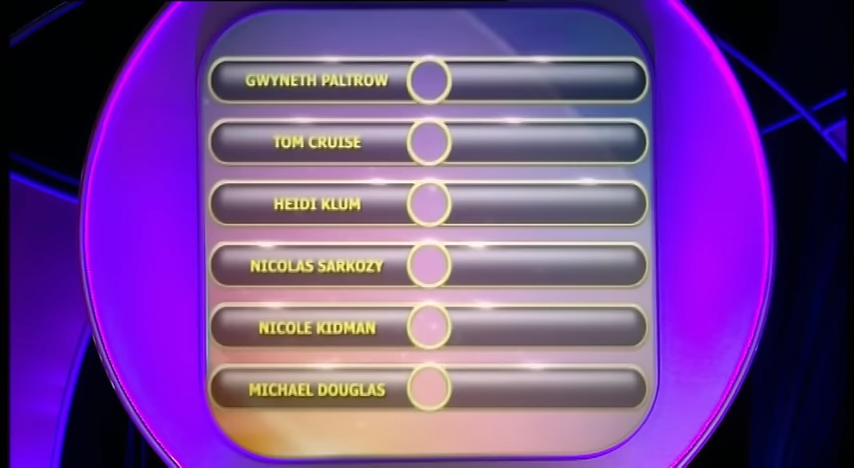 GWYNETH PALTROW
TOM CRUISE
HEIDI KLUM
NICOLAS SARKOZY
NICOLE KIDMAN
MICHAEL DOUGLAS